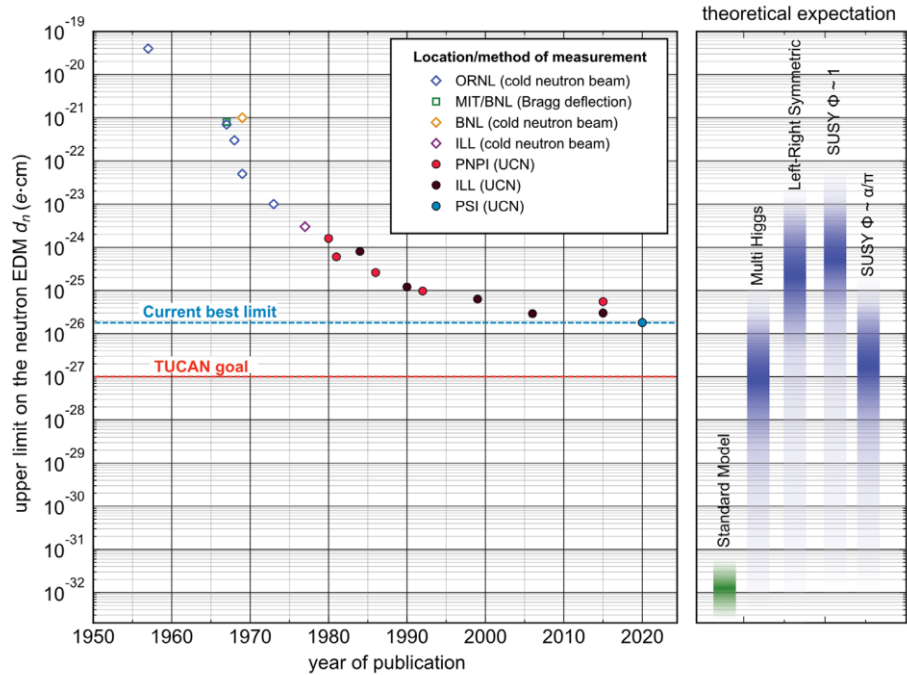 theoretical expectation
upper limit on the neutron EDM dₙ (e·cm)
10⁻¹⁹
10⁻²⁰
10⁻²¹
10⁻²²
10⁻²³
10⁻²⁴
10⁻²⁵
10⁻²⁶
10⁻²⁷
10⁻²⁸
10⁻²⁹
10⁻³⁰
10⁻³¹
10⁻³²
Location/method of measurement
ORNL (cold neutron beam)
MIT/BNL (Bragg deflection)
BNL (cold neutron beam)
ILL (cold neutron beam)
PNPI (UCN)
ILL (UCN)
PSI (UCN)
Current best limit
TUCAN goal
1950
1960
1970
1980
1990
2000
2010
2020
year of publication
Standard Model
Multi Higgs
Left-Right Symmetric
SUSY Φ ~ 1
SUSY Φ ~ α/π